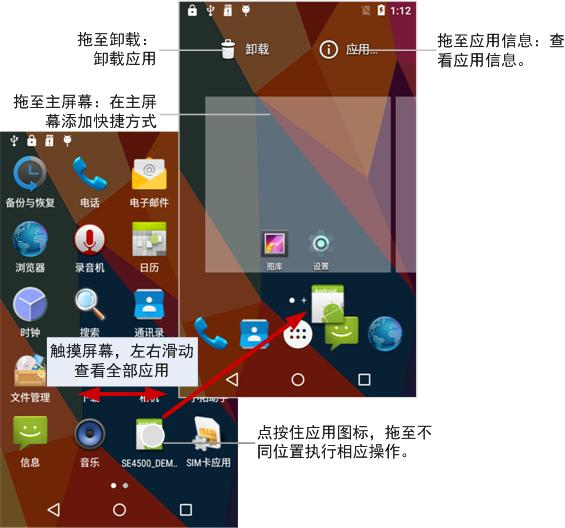 拖至卸载：
卸载应用
拖至应用信息：查
看应用信息。
拖至主屏幕：在主屏
幕添加快捷方式
1:12
卸载
应用...
图库
设置
Android
备份与恢复
电话
电子邮件
浏览器
录音机
日历
时钟
搜索
通讯录
触摸屏幕，左右滑动
查看全部应用
文件管理
信息
音乐
SE4500_DEM..
SIM卡应用
点按住应用图标，拖至不
同位置执行相应操作。